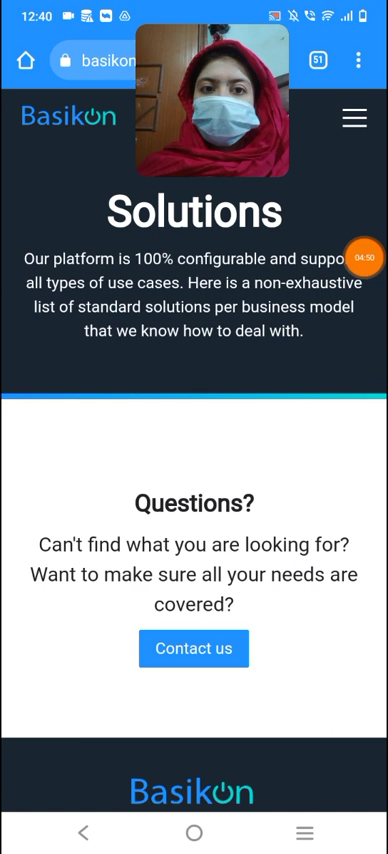 12:40
51
basikon
Basikon
Solutions
04:50
Our platform is 100% configurable and suppo
all types of use cases. Here is a non-exhaustive
list of standard solutions per business model
that we know how to deal with.
Questions?
Can't find what you are looking for?
Want to make sure all your needs are
covered?
Contact us
Basikon